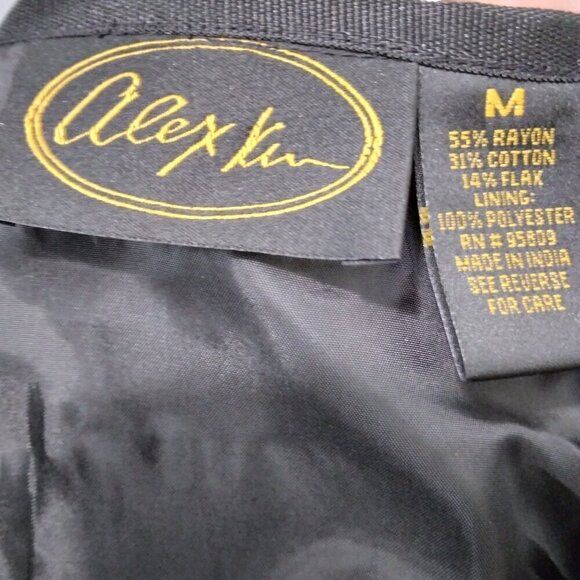 Alex Kim
M
55% RAYON
31% COTTON
14% FLAX
LINING:
100% POLYESTER
RN # 95809
MADE IN INDIA
SEE REVERSE
FOR CARE